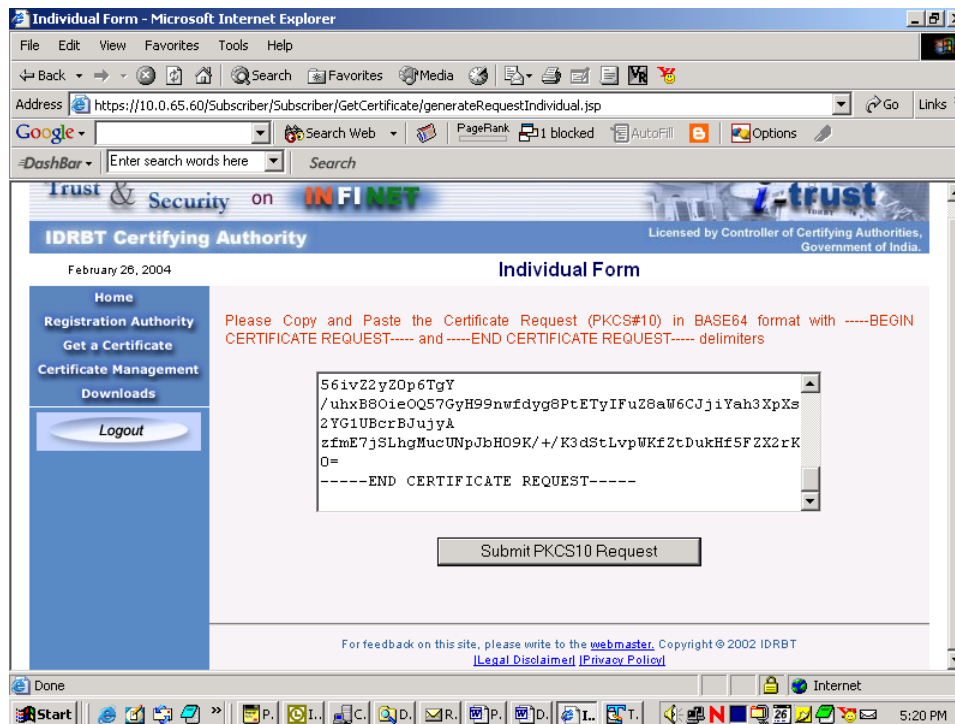 Individual Form - Microsoft Internet Explorer
File Edit View Favorites Tools Help
Back Search Favorites Media VR
Address https://10.0.65.60/Subscriber/Subscriber/GetCertificate/generateRequestIndividual.jsp Go Links
Google Search Web PageRank 1 blocked AutoFill Options
DashBar Enter search words here Search
Trust & Security on INFINET i-trust
IDRBT
IDRBT Certifying Authority Licensed by Controller of Certifying Authorities,
Government of India.
February 26, 2004 Individual Form
Home
Registration Authority
Get a Certificate
Certificate Management
Downloads
Logout
Please Copy and Paste the Certificate Request (PKCS#10) in BASE64 format with -----BEGIN
CERTIFICATE REQUEST----- and -----END CERTIFICATE REQUEST----- delimiters
56ivZ2yZOp6TgY
/uhxB8OieOQ57GyH99nwfdyg8PtETyIFuZ8aW6CJjiYah3XpXs
2YG1UBcrBJujyA
zfmE7jSLhgMucUNpJbHO9K/+/K3dStLvpWKfZtDukHf5FZX2rK
O=
-----END CERTIFICATE REQUEST-----
Submit PKCS10 Request
For feedback on this site, please write to the webmaster. Copyright © 2002 IDRBT
|Legal Disclaimer| |Privacy Policy|
Done Internet
Start P. I.. C. D. R. P. D. I.. T. N 26 5:20 PM